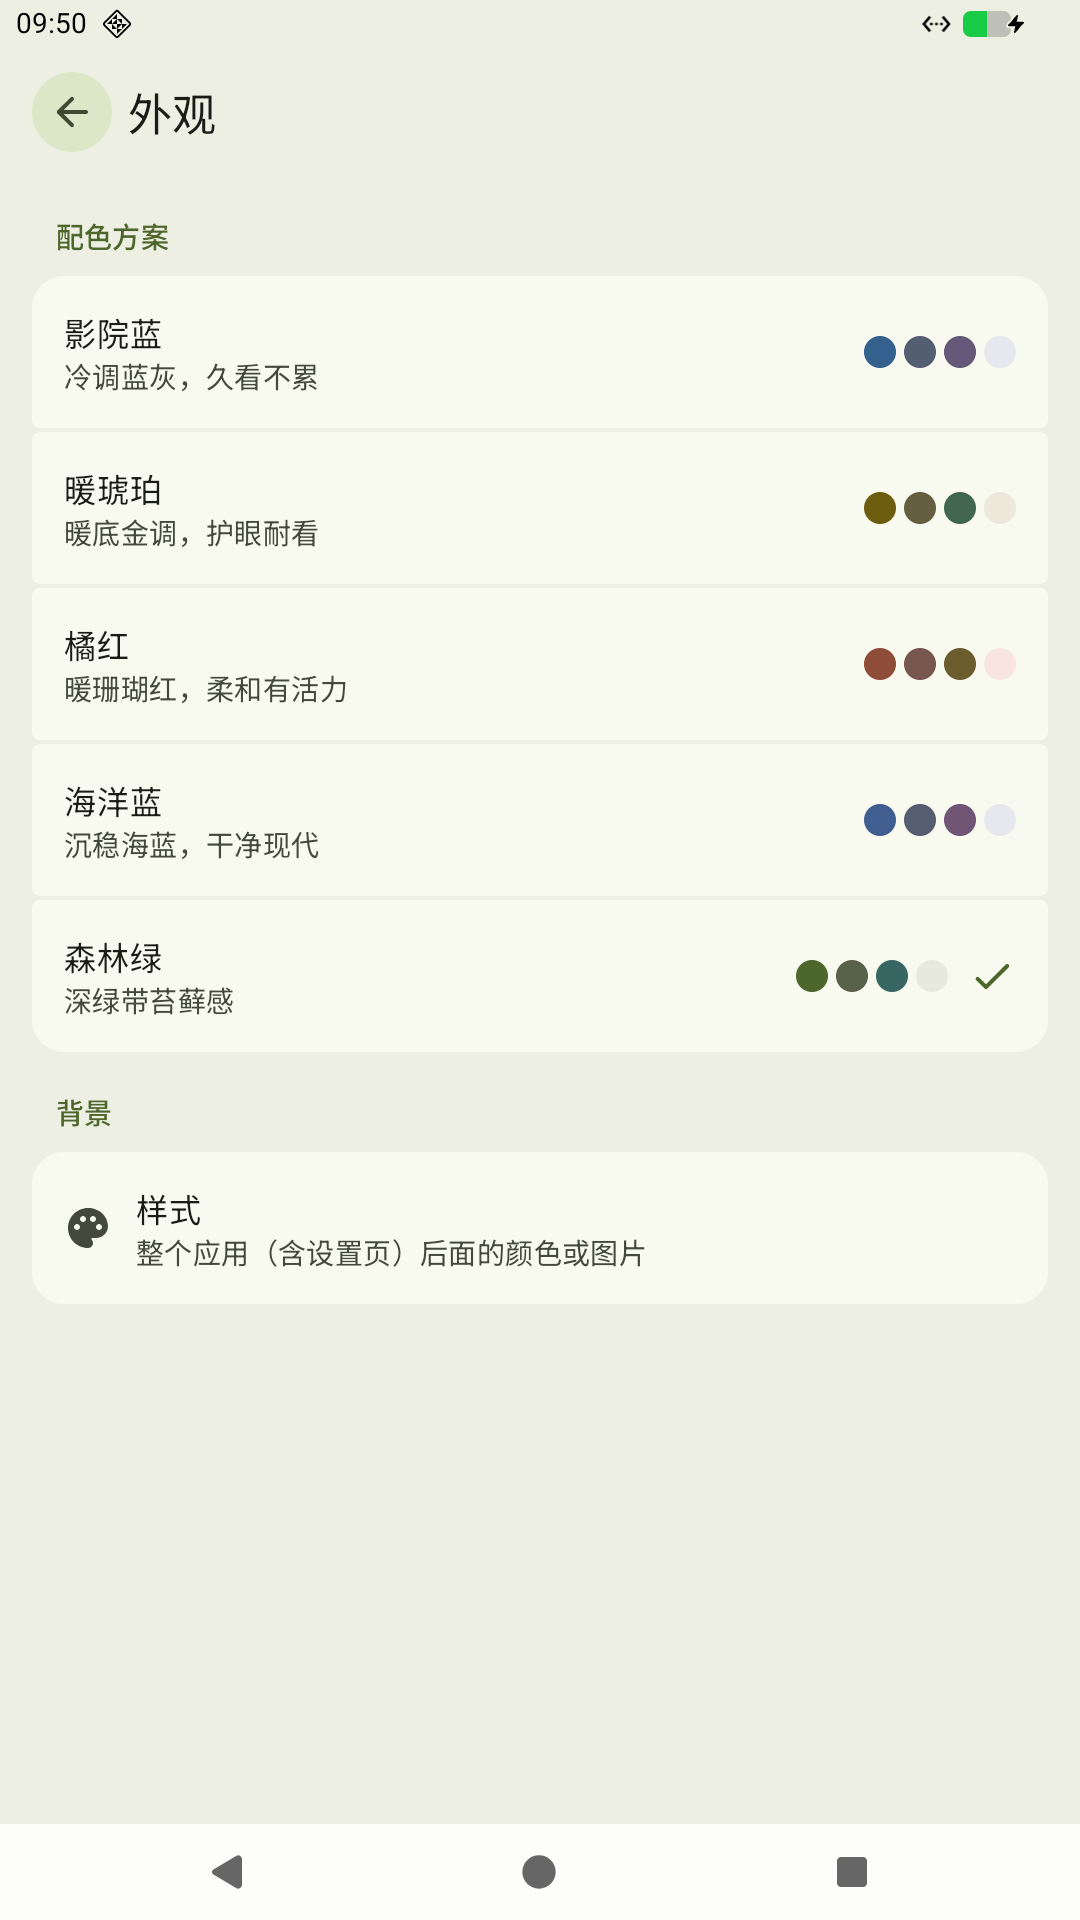 09:50
外观
配色方案
影院蓝
冷调蓝灰，久看不累
暖琥珀
暖底金调，护眼耐看
橘红
暖珊瑚红，柔和有活力
海洋蓝
沉稳海蓝，干净现代
森林绿
深绿带苔藓感
背景
样式
整个应用（含设置页）后面的颜色或图片